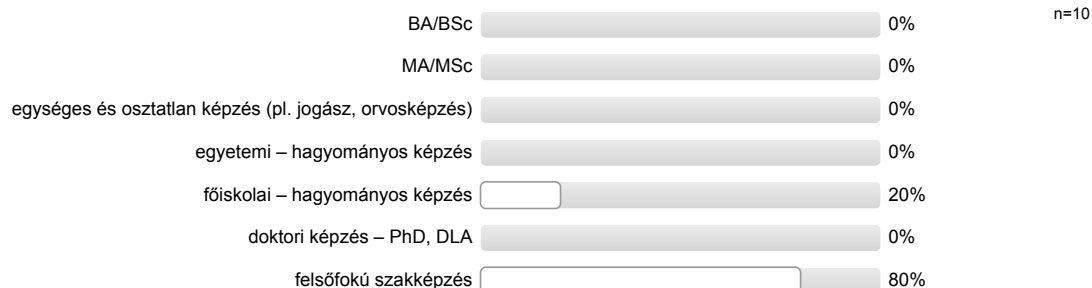 BA/BSc 0% n=10
MA/MSc 0%
egységes és osztatlan képzés (pl. jogász, orvosképzés) 0%
egyetemi – hagyományos képzés 0%
főiskolai – hagyományos képzés 20%
doktori képzés – PhD, DLA 0%
felsőfokú szakképzés 80%